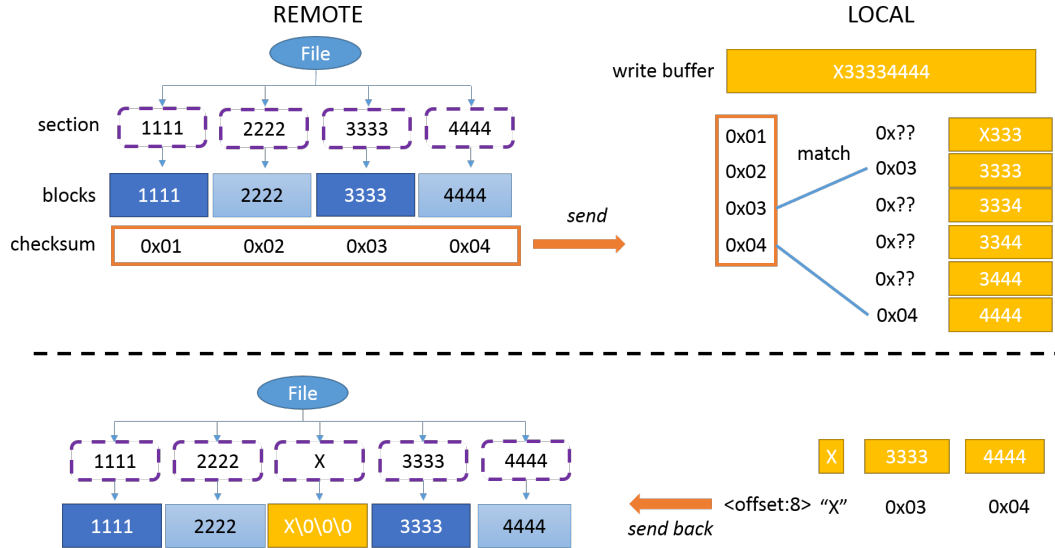 REMOTE
File
section 1111 2222 3333 4444
blocks 1111 2222 3333 4444
checksum 0x01 0x02 0x03 0x04
send
LOCAL
write buffer X33334444
0x01
0x02
0x03
0x04
match
0x?? X333
0x03 3333
0x?? 3334
0x?? 3344
0x?? 3444
0x04 4444
File
1111 2222 X 3333 4444
1111 2222 X\0\0\0 3333 4444
send back
X 3333 4444
<offset:8> “X” 0x03 0x04